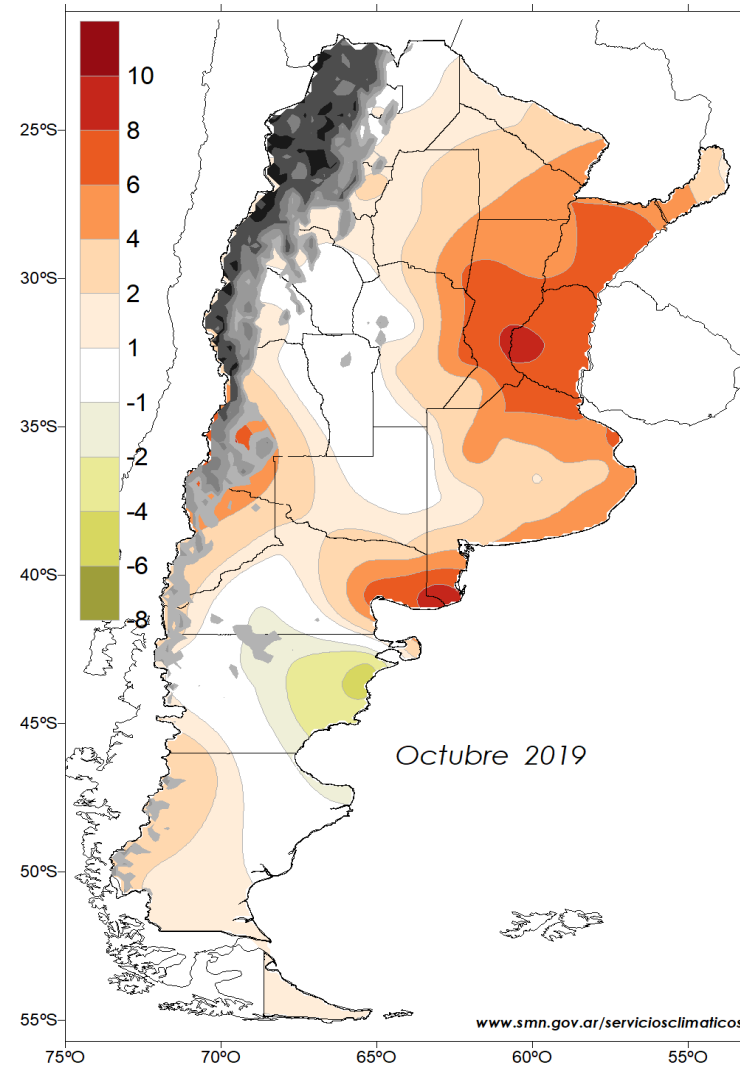 10
8
6
4
2
1
-1
-2
-4
-6
-8
25ºS
30ºS
35ºS
40ºS
45ºS
50ºS
55ºS
Octubre 2019
www.smn.gov.ar/serviciosclimaticos
75ºO
70ºO
65ºO
60ºO
55ºO